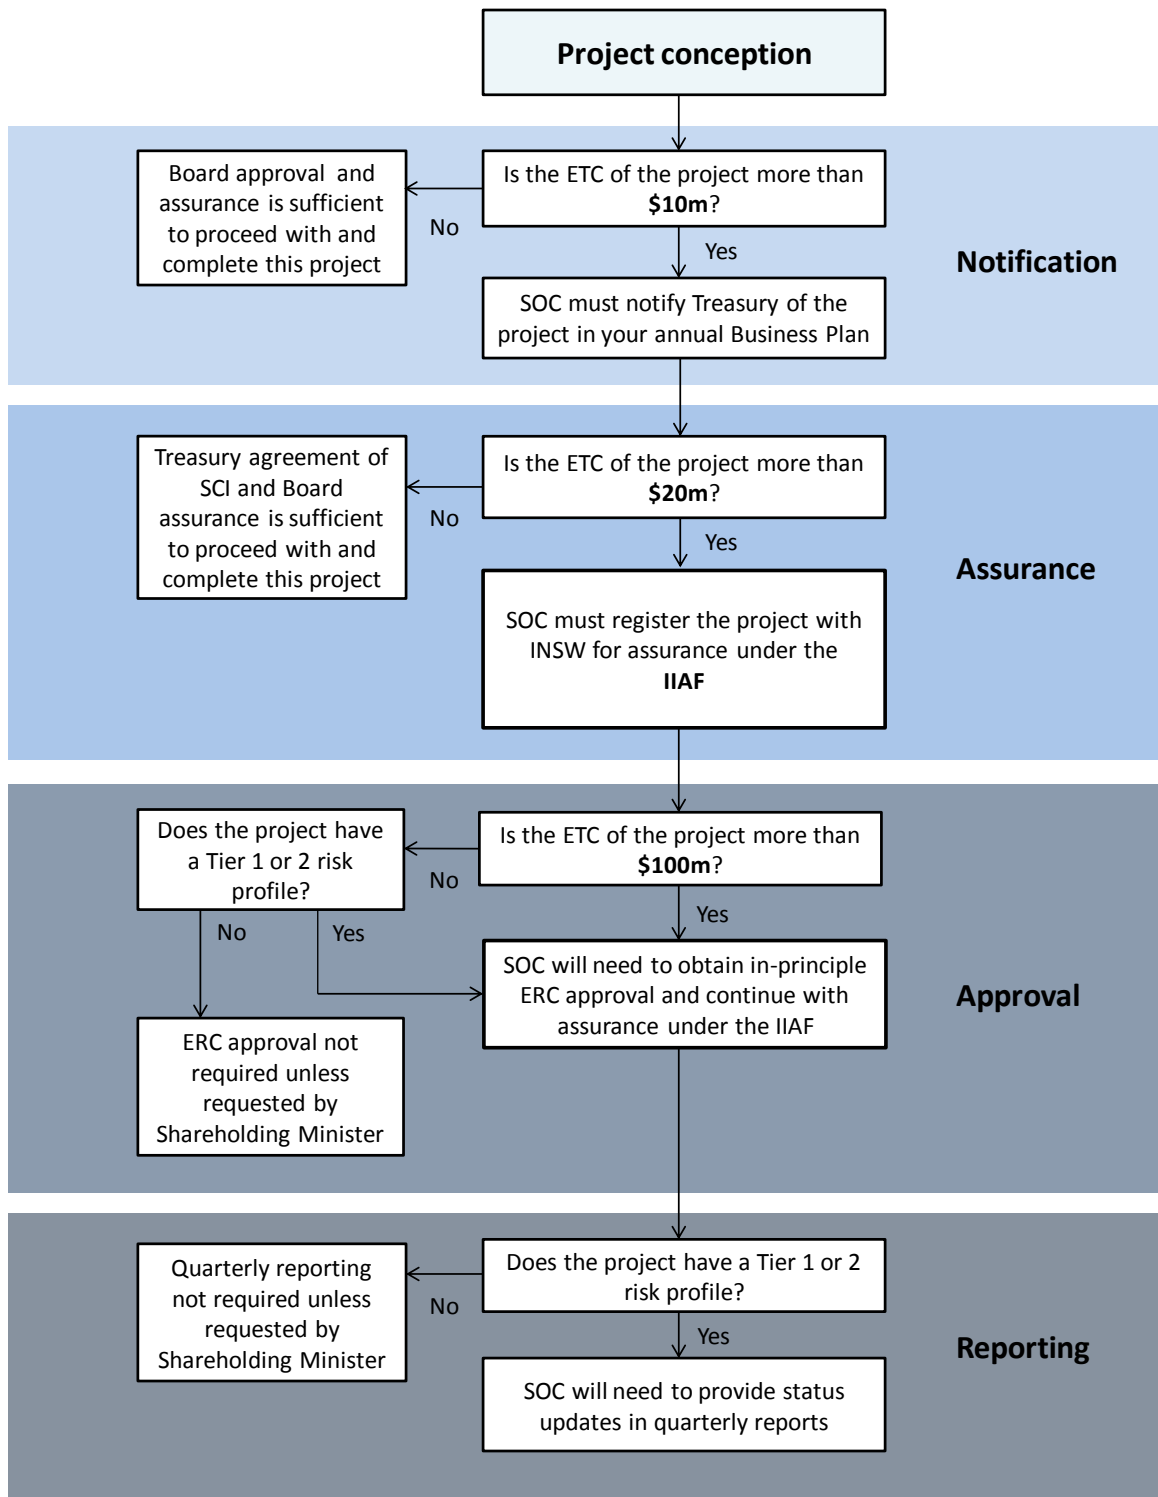 Project conception
Board approval and
assurance is sufficient
to proceed with and
complete this project
Is the ETC of the project more than
$10m?
No
Yes
SOC must notify Treasury of the
project in your annual Business Plan
Notification
Treasury agreement of
SCI and Board
assurance is sufficient
to proceed with and
complete this project
Is the ETC of the project more than
$20m?
No
Yes
SOC must register the project with
INSW for assurance under the
IIAF
Assurance
Does the project have
a Tier 1 or 2 risk
profile?
Is the ETC of the project more than
$100m?
No
Yes
No
Yes
SOC will need to obtain in-principle
ERC approval and continue with
assurance under the IIAF
ERC approval not
required unless
requested by
Shareholding Minister
Approval
Quarterly reporting
not required unless
requested by
Shareholding Minister
Does the project have a Tier 1 or 2
risk profile?
No
Yes
SOC will need to provide status
updates in quarterly reports
Reporting